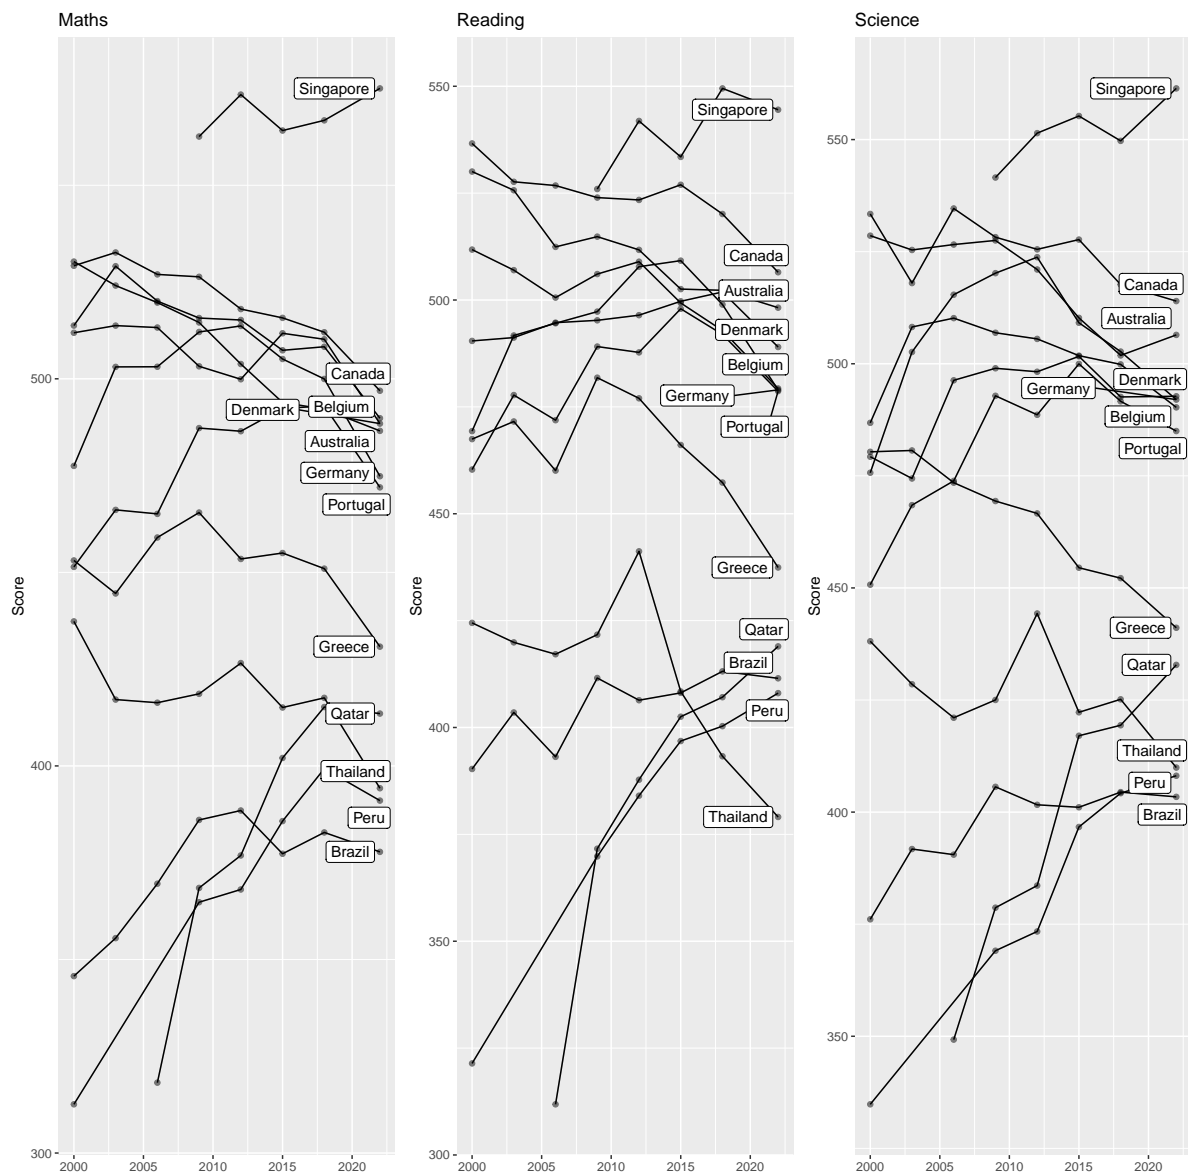 Maths
Score
500
400
300
2000
2005
2010
2015
2020
Singapore
Canada
Denmark
Belgium
Australia
Germany
Portugal
Greece
Qatar
Thailand
Peru
Brazil
Reading
Score
550
500
450
400
350
300
2000
2005
2010
2015
2020
Singapore
Canada
Australia
Denmark
Belgium
Germany
Portugal
Greece
Qatar
Brazil
Peru
Thailand
Science
Score
550
500
450
400
350
2000
2005
2010
2015
2020
Singapore
Canada
Australia
Denmark
Germany
Belgium
Portugal
Greece
Qatar
Thailand
Peru
Brazil